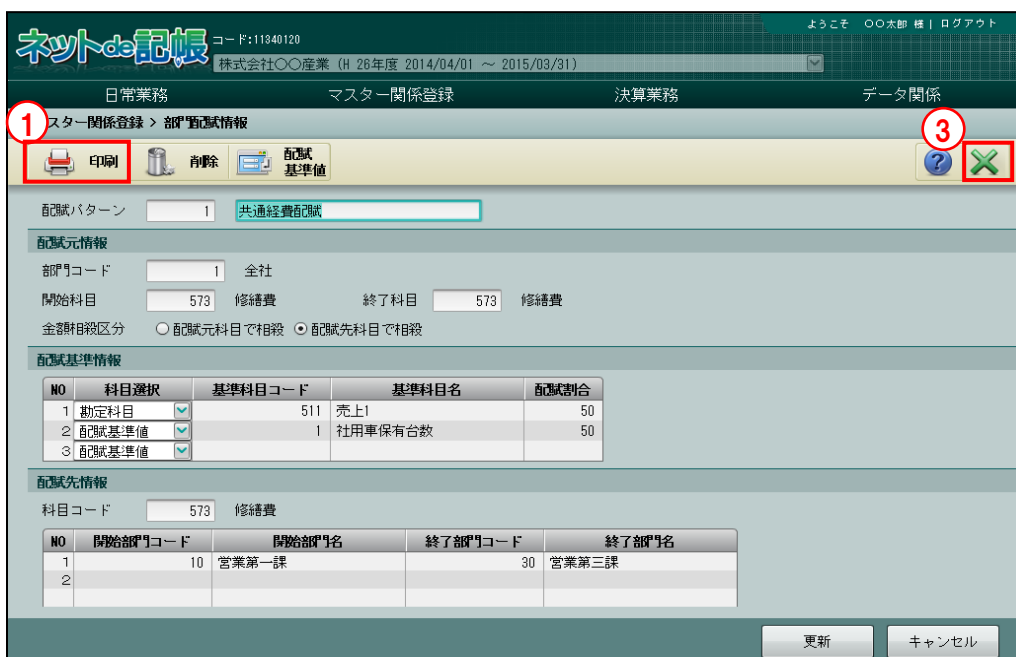 ようこそ 〇〇太郎 様 | ログアウト
ネットde記帳 コード:11340120
株式会社〇〇産業 (H 26年度 2014/04/01 ～ 2015/03/31)
日常業務 マスター関係登録 決算業務 データ関係
① スター関係登録 > 部門配賦情報 ③
印刷 削除 配賦基準値 ?
配賦パターン 1 共通経費配賦
配賦元情報
部門コード 1 全社
開始科目 573 修繕費 終了科目 573 修繕費
金額相殺区分 配賦元科目で相殺 配賦先科目で相殺
配賦基準情報
NO 科目選択 基準科目コード 基準科目名 配賦割合
1 勘定科目 511 売上1 50
2 配賦基準値 1 社用車保有台数 50
3 配賦基準値
配賦先情報
科目コード 573 修繕費
NO 開始部門コード 開始部門名 終了部門コード 終了部門名
1 10 営業第一課 30 営業第三課
2
更新 キャンセル